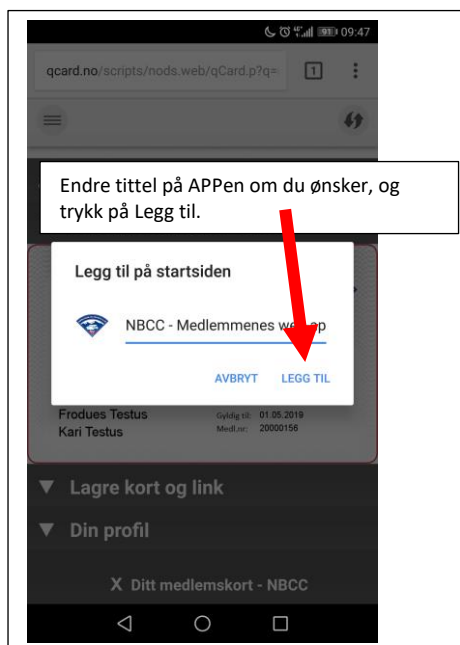 91 09:47
qcard.no/scripts/nods.web/qCard.p?q=
1
Endre tittel på APPen om du ønsker, og
trykk på Legg til.
Legg til på startsiden
NBCC - Medlemmenes we ap
AVBRYT LEGG TIL
Frodues Testus Gyldig til: 01.05.2019
Kari Testus Medl.nr: 20000156
Lagre kort og link
Din profil
X Ditt medlemskort - NBCC